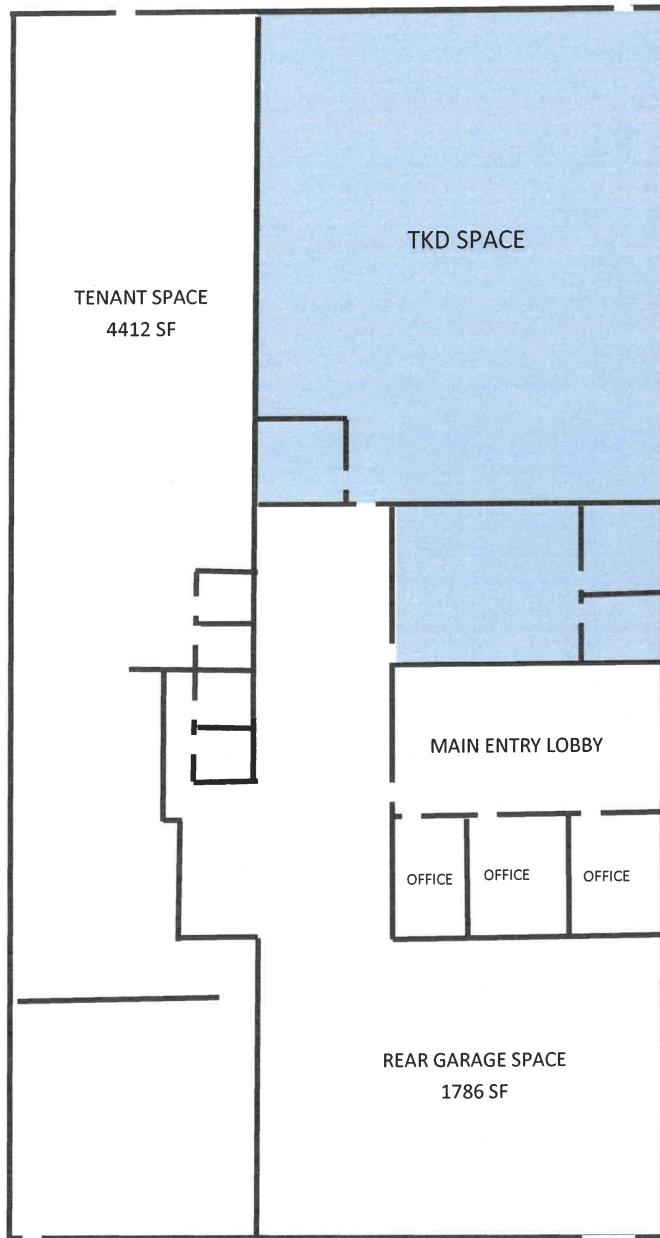 TKD SPACE
TENANT SPACE
4412 SF
MAIN ENTRY LOBBY
OFFICE
OFFICE
OFFICE
REAR GARAGE SPACE
1786 SF